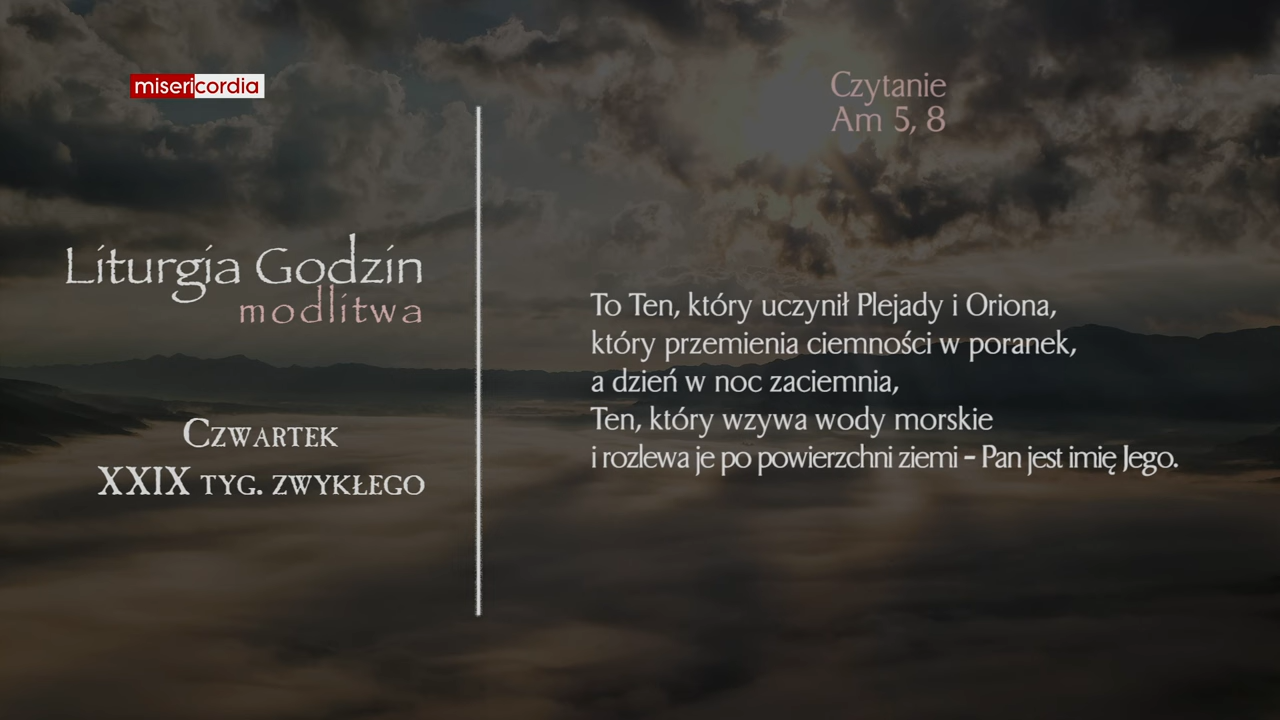 misericordia
Liturgia Godzin
modlitwa
Czwartek
XXIX tyg. zwykłego
Czytanie
Am 5, 8
To Ten, który uczynił Plejady i Oriona,
który przemienia ciemności w poranek,
a dzień w noc zaciemnia,
Ten, który wzywa wody morskie
i rozlewa je po powierzchni ziemi – Pan jest imię Jego.